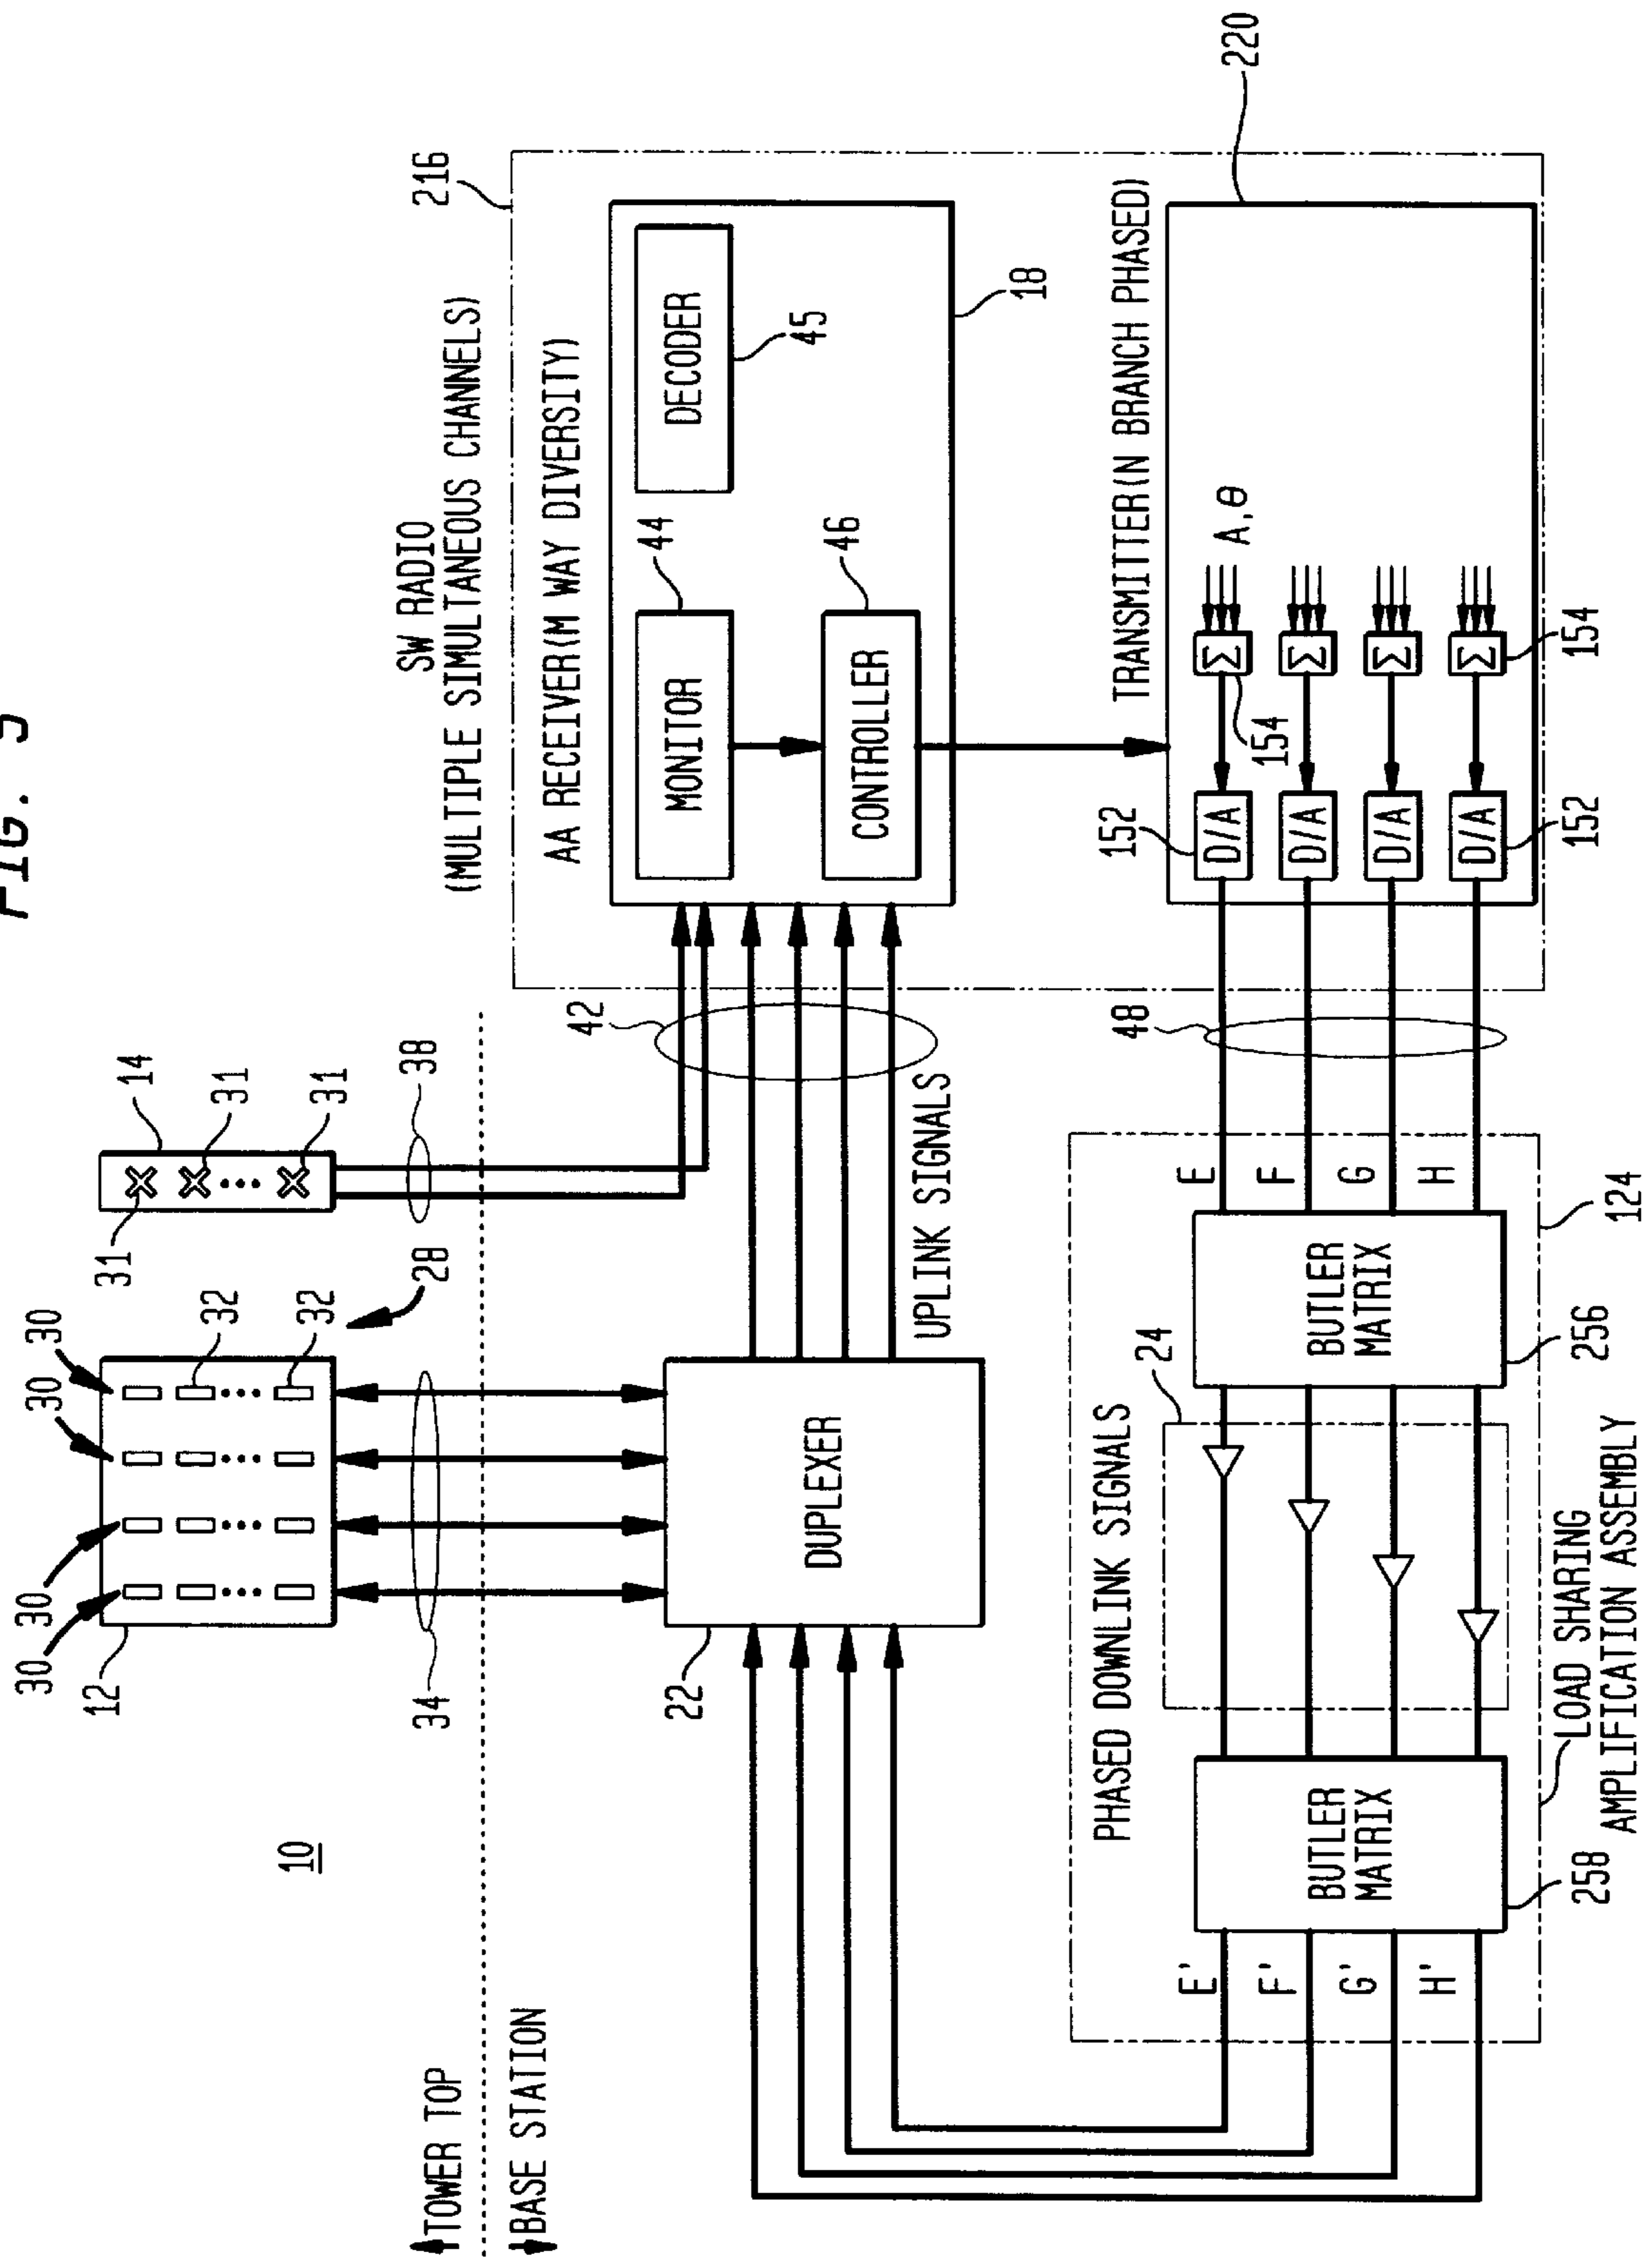 FIG.
10
TOWER TOP
BASE STATION
12
30
30
30
30
32
32
28
34
31
31
31
14
38
SW RADIO
(MULTIPLE SIMULTANEOUS CHANNELS)
216
AA RECEIVER(M WAY DIVERSITY)
22
DUPLEXER
42
UPLINK SIGNALS
MONITOR
44
DECODER
45
CONTROLLER
46
18
PHASED DOWNLINK SIGNALS
24
48
TRANSMITTER(N BRANCH PHASED)
220
E'
F'
G'
H'
BUTLER
MATRIX
258
BUTLER
MATRIX
256
E
F
G
H
124
152
D/A
D/A
D/A
D/A
152
Σ
Σ
Σ
Σ
154
154
A,θ
LOAD SHARING
AMPLIFICATION ASSEMBLY